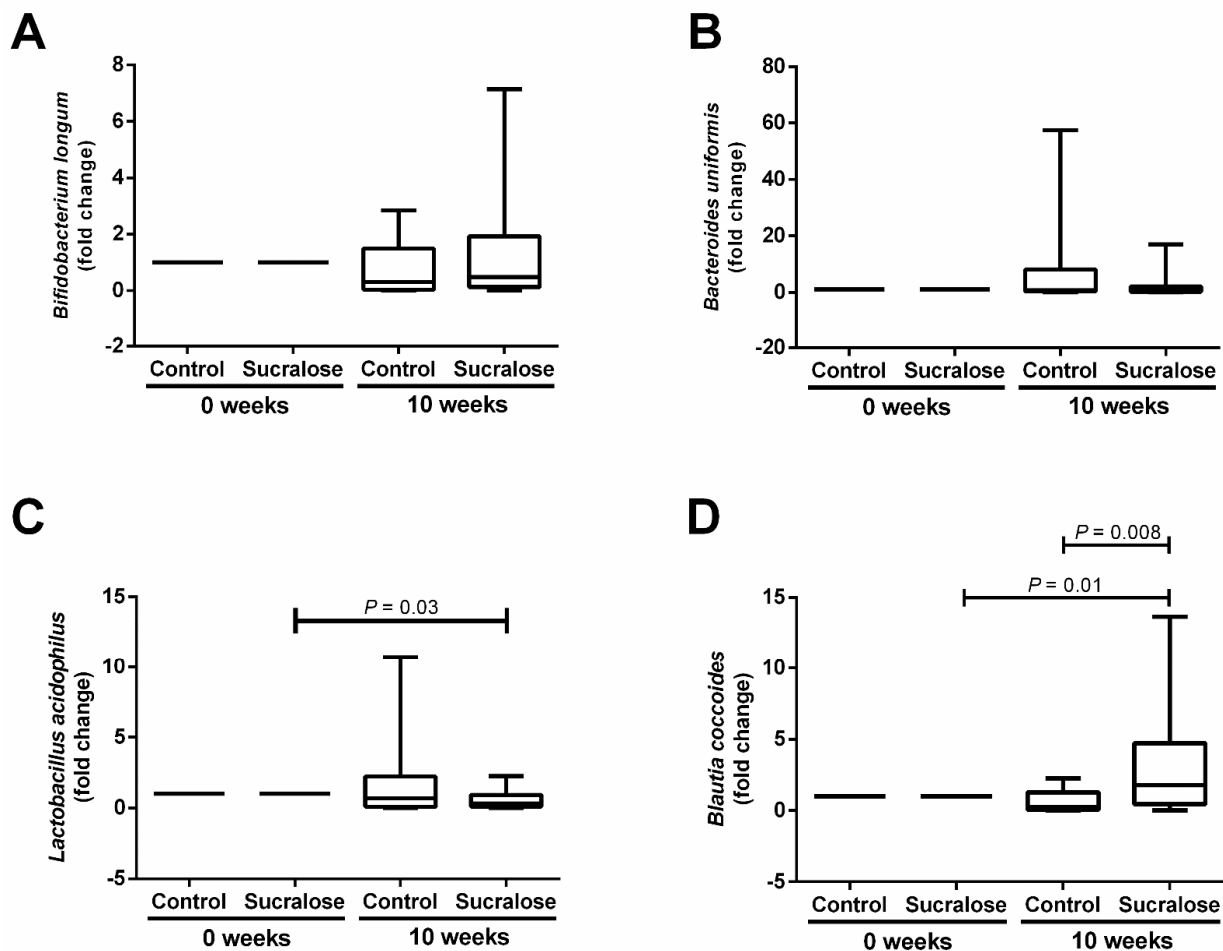 A
Bifidobacterium longum
(fold change)
8
6
4
2
0
-2
Control Sucralose Control Sucralose
0 weeks 10 weeks
B
Bacteroides uniformis
(fold change)
80
60
40
20
0
-20
Control Sucralose Control Sucralose
0 weeks 10 weeks
C
Lactobacillus acidophilus
(fold change)
15
10
5
0
-5
P = 0.03
Control Sucralose Control Sucralose
0 weeks 10 weeks
D
Blautia coccoides
(fold change)
P = 0.008
P = 0.01
15
10
5
0
-5
Control Sucralose Control Sucralose
0 weeks 10 weeks